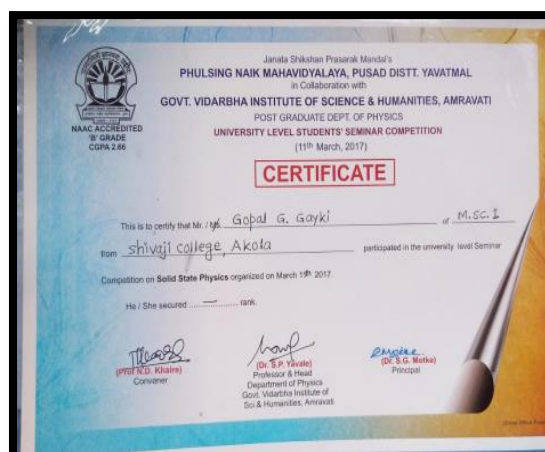 Janata Shikshan Prasarak Mandal's
PHULSING NAIK MAHAVIDYALAYA, PUSAD DISTT. YAVATMAL
in Collaboration with
GOVT. VIDARBHA INSTITUTE OF SCIENCE & HUMANITIES, AMRAVATI
POST GRADUATE DEPT. OF PHYSICS
UNIVERSITY LEVEL STUDENTS' SEMINAR COMPETITION
(11th March, 2017)
NAAC ACCREDITED
'B' GRADE
CGPA 2.66
CERTIFICATE
This is to certify that Mr. / Ms. Gopal G. Gayki of M.SC.I
from Shivaji College, Akola participated in the university level Seminar
Competition on Solid State Physics organized on March 11th 2017.
He / She secured — rank.
(Prof N.D. Khaire)
Convener
(Dr. S.P. Yavale)
Professor & Head
Department of Physics
Govt. Vidarbha Institute of
Sci & Humanities, Amravati
(Dr. S.G. Motke)
Principal